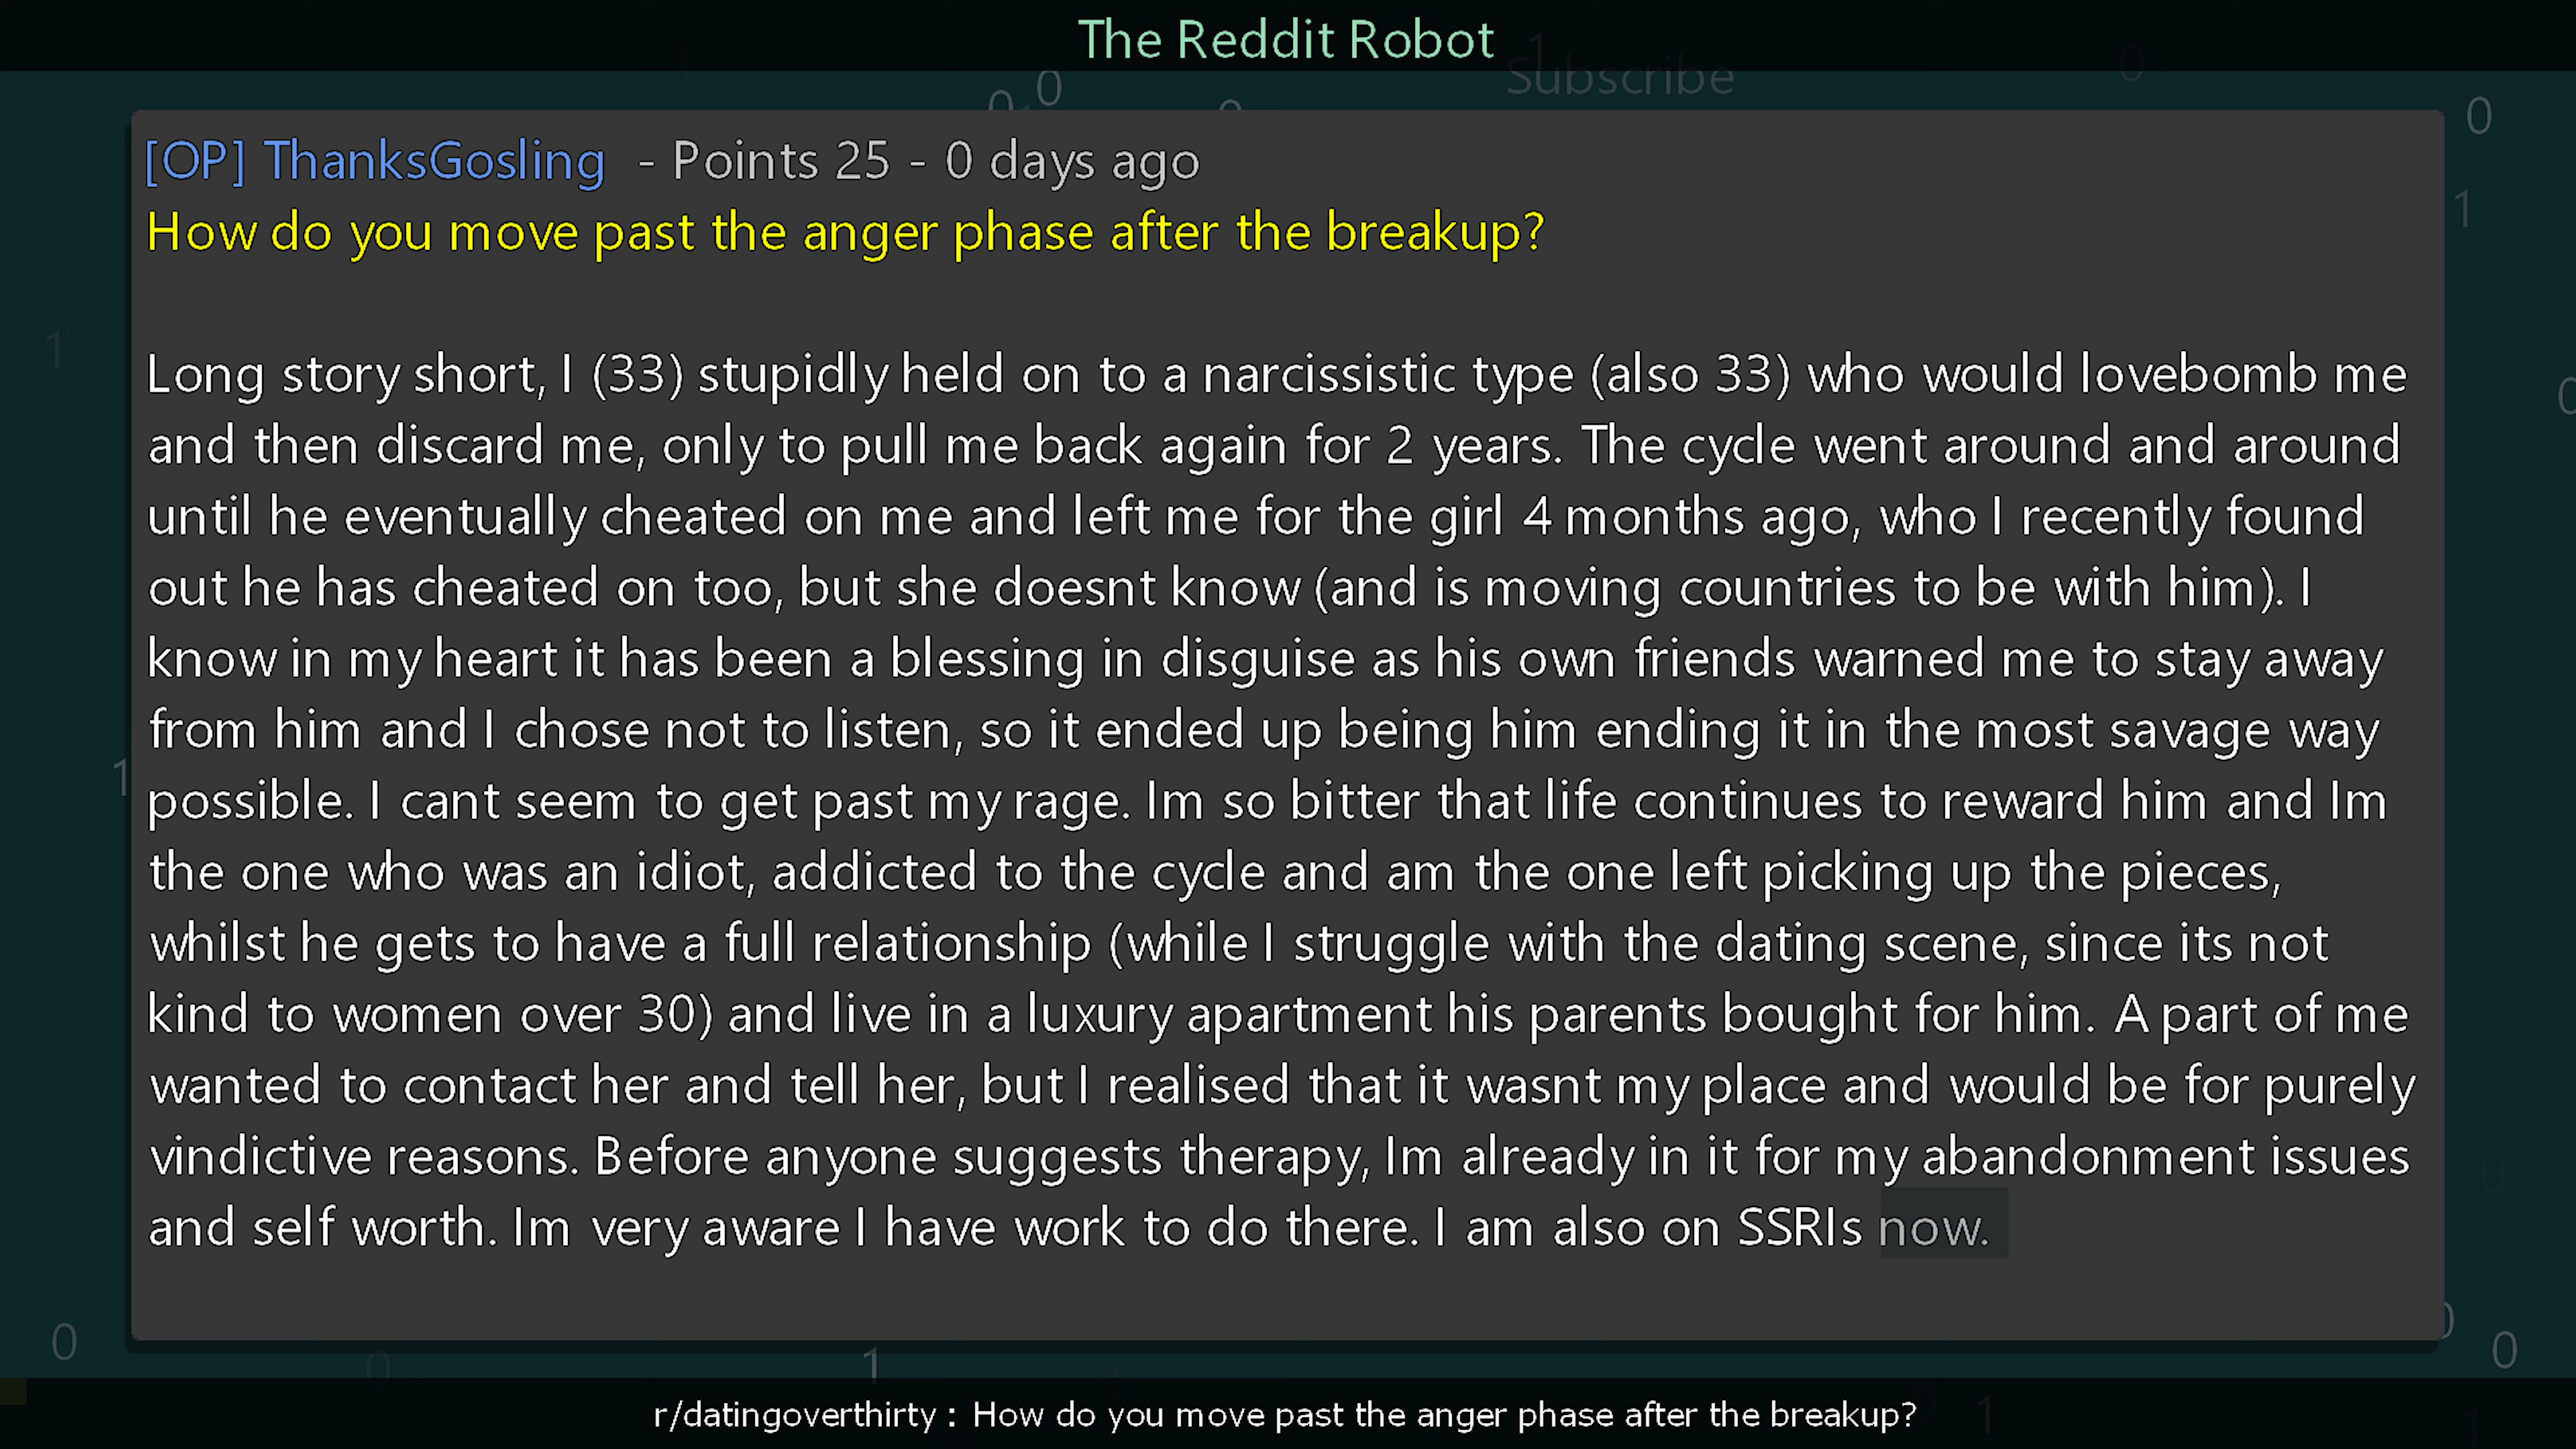 The Reddit Robot
Subscribe
[OP] ThanksGosling - Points 25 - 0 days ago
How do you move past the anger phase after the breakup?
Long story short, I (33) stupidly held on to a narcissistic type (also 33) who would lovebomb me
and then discard me, only to pull me back again for 2 years. The cycle went around and around
until he eventually cheated on me and left me for the girl 4 months ago, who I recently found
out he has cheated on too, but she doesnt know (and is moving countries to be with him). I
know in my heart it has been a blessing in disguise as his own friends warned me to stay away
from him and I chose not to listen, so it ended up being him ending it in the most savage way
possible. I cant seem to get past my rage. Im so bitter that life continues to reward him and Im
the one who was an idiot, addicted to the cycle and am the one left picking up the pieces,
whilst he gets to have a full relationship (while I struggle with the dating scene, since its not
kind to women over 30) and live in a luxury apartment his parents bought for him. A part of me
wanted to contact her and tell her, but I realised that it wasnt my place and would be for purely
vindictive reasons. Before anyone suggests therapy, Im already in it for my abandonment issues
and self worth. Im very aware I have work to do there. I am also on SSRIs now.
r/datingoverthirty : How do you move past the anger phase after the breakup?